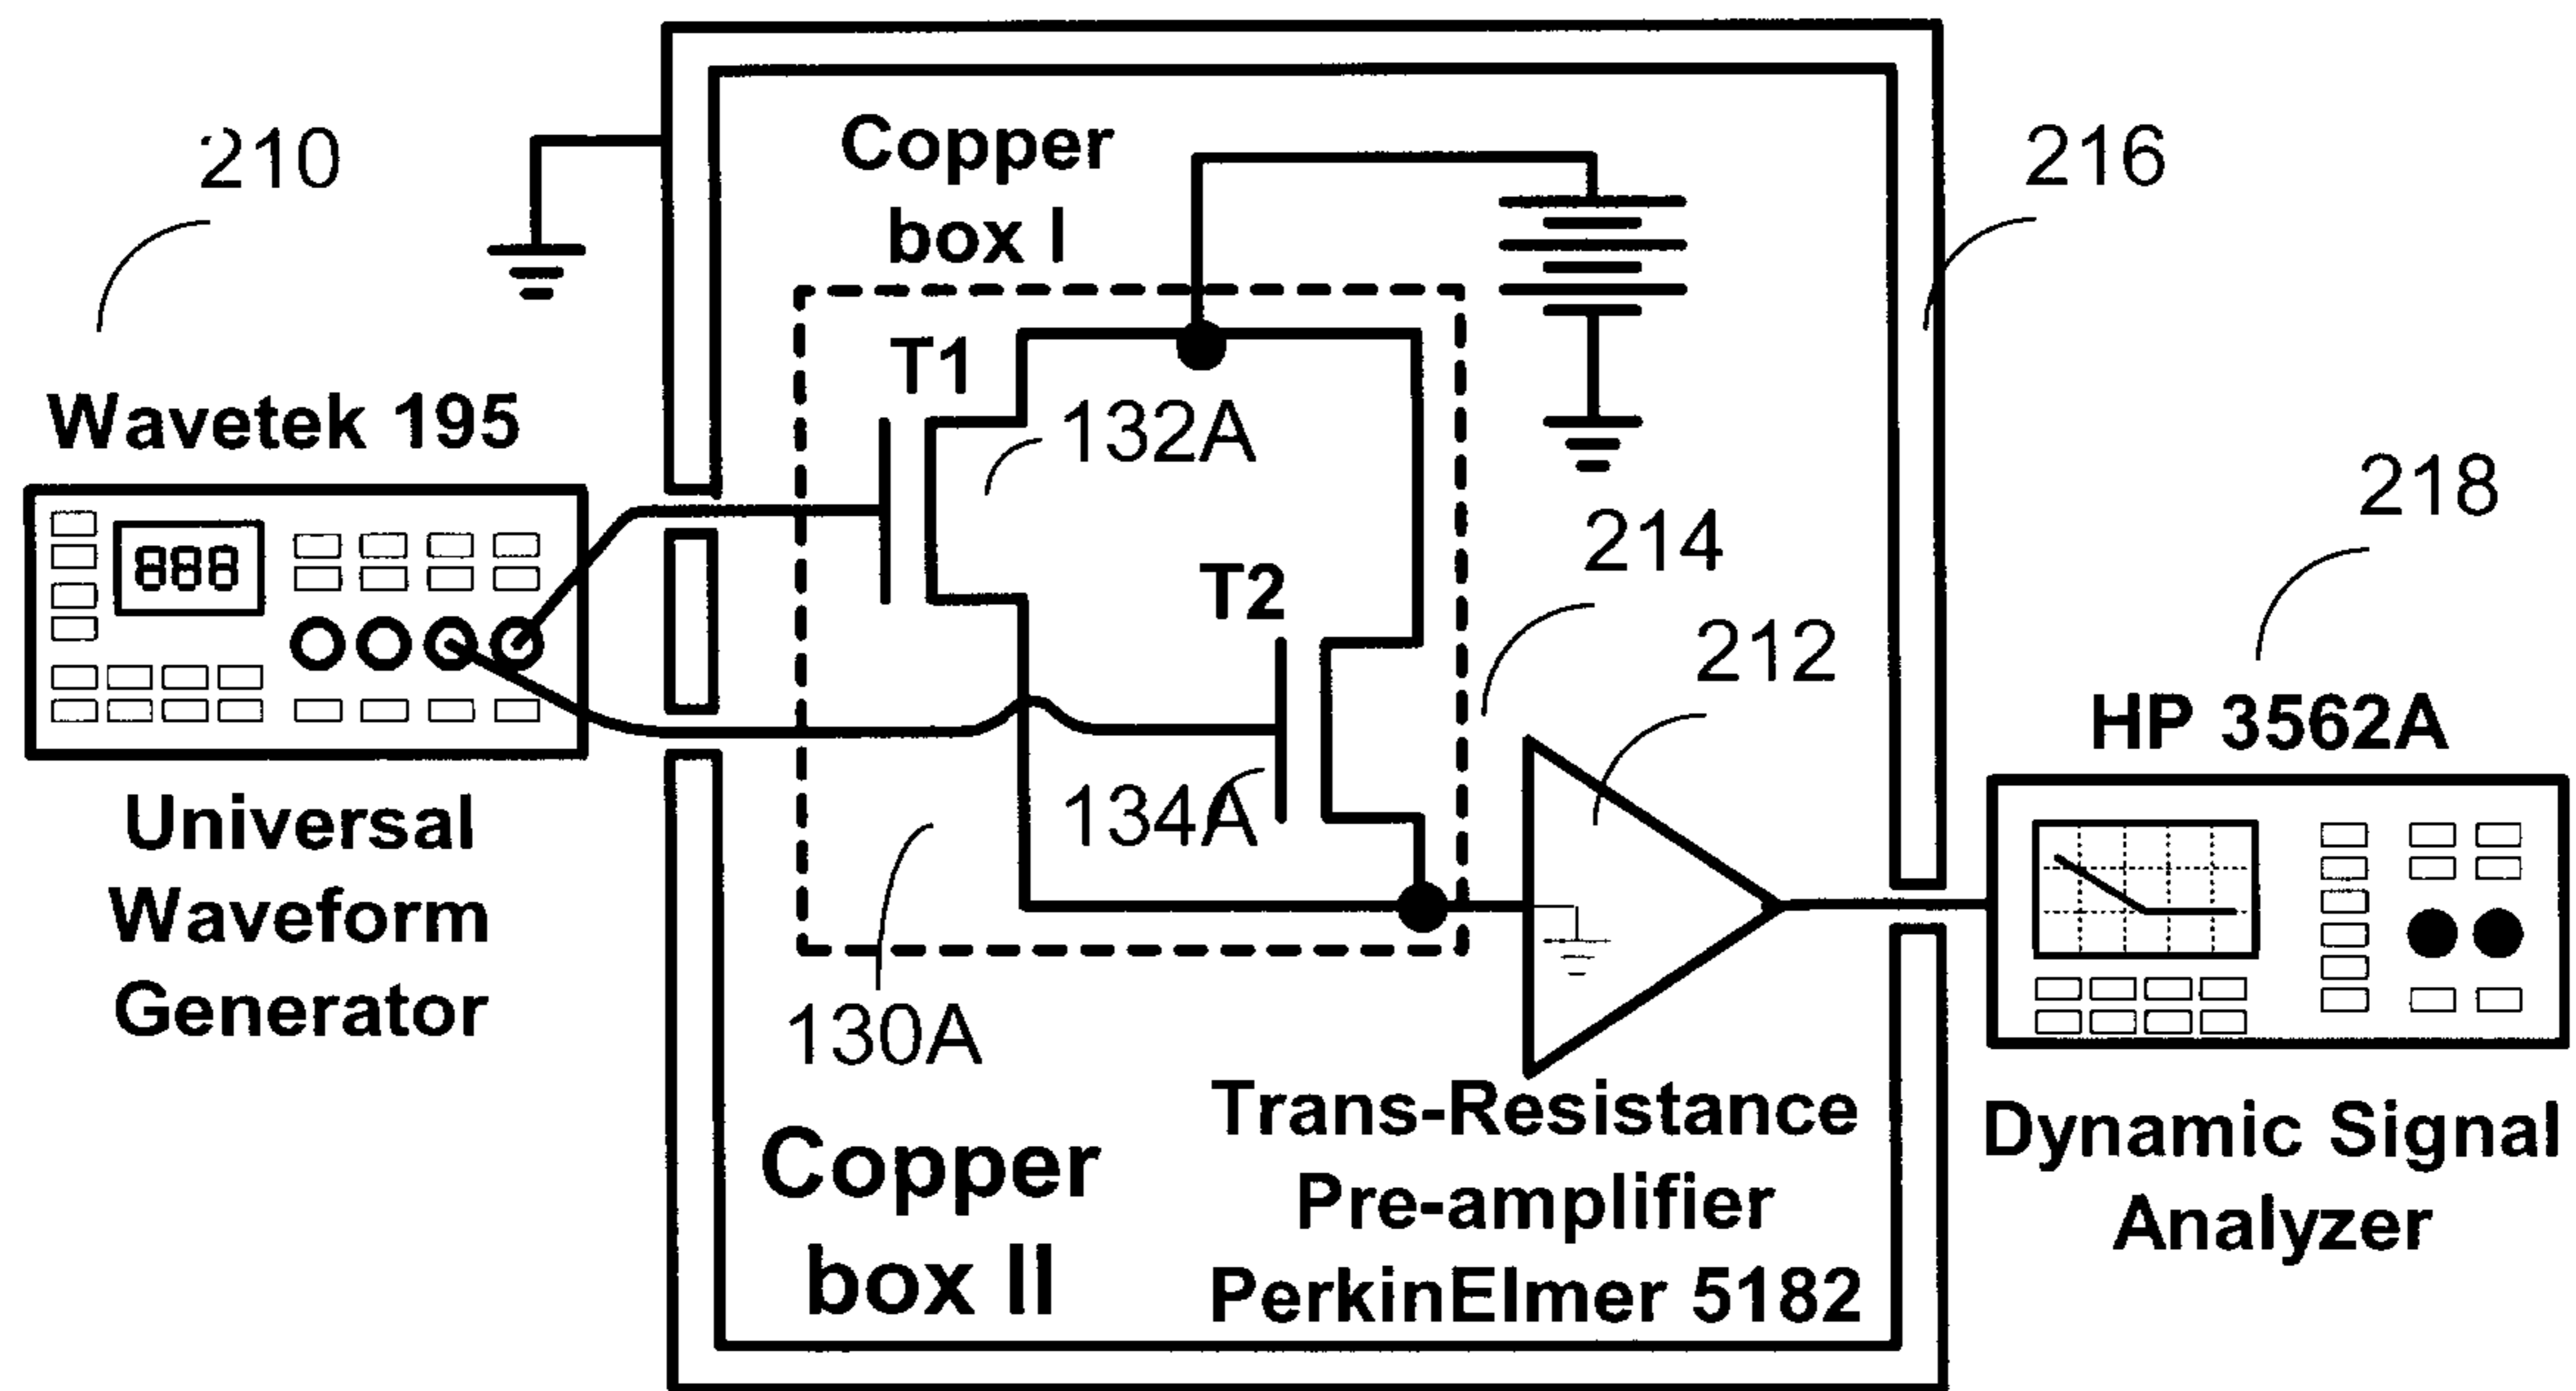 210
Copper
box I
216
T1
Wavetek 195
132A
218
888
214
T2
212
HP 3562A
134A
Universal
Waveform
Generator
130A
Trans-Resistance
Pre-amplifier
PerkinElmer 5182
Copper
box II
Dynamic Signal
Analyzer